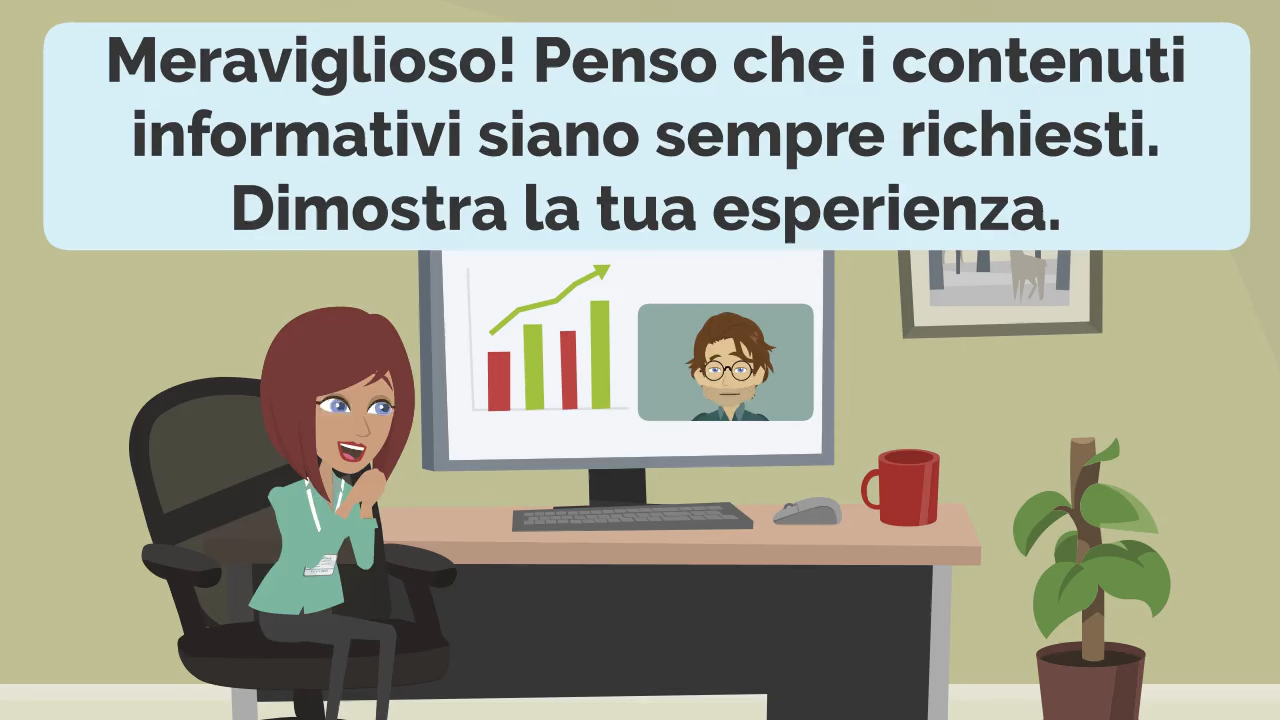 Meraviglioso! Penso che i contenuti
informativi siano sempre richiesti.
Dimostra la tua esperienza.